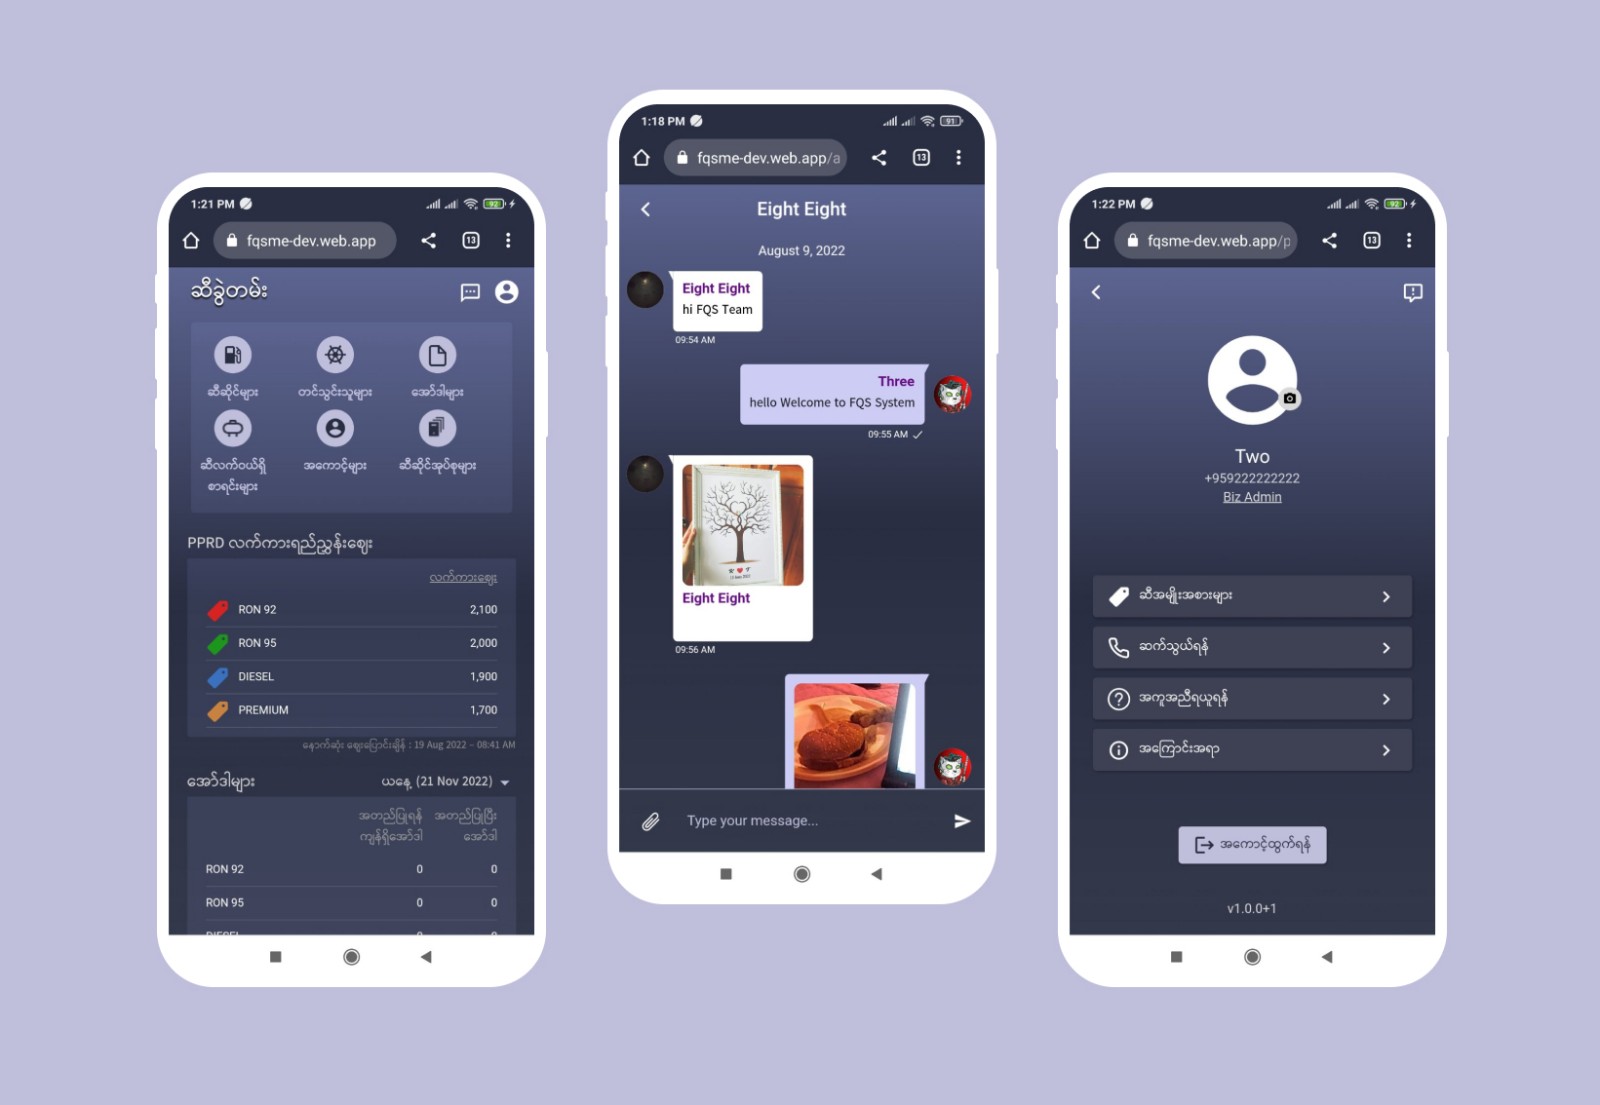 1:21 PM
92
fqsme-dev.web.app
13
ဆီခွဲတမ်း
ဆီဆိုင်များ
တင်သွင်းသူများ
အော်ဒါများ
ဆီလက်ဝယ်ရှိ
စာရင်းများ
အကောင့်များ
ဆီဆိုင်အုပ်စုများ
PPRD လက်ကားရည်ညွှန်းဈေး
လက်ကားဈေး
RON 92 2,100
RON 95 2,000
DIESEL 1,900
PREMIUM 1,700
နောက်ဆုံး ဈေးပြောင်းချိန် : 19 Aug 2022 - 08:41 AM
အော်ဒါများ ယနေ့ (21 Nov 2022)
အတည်ပြုရန် အတည်ပြုပြီး
ကျန်ရှိအော်ဒါ အော်ဒါ
RON 92 0 0
RON 95 0 0
DIESEL 0 0
1:18 PM
91
fqsme-dev.web.app/a
13
Eight Eight
August 9, 2022
Eight Eight
hi FQS Team
09:54 AM
Three
hello Welcome to FQS System
09:55 AM
Eight Eight
09:56 AM
Type your message...
1:22 PM
92
fqsme-dev.web.app/p
13
Two
+959222222222
Biz Admin
ဆီအမျိုးအစားများ
ဆက်သွယ်ရန်
အကူအညီရယူရန်
အကြောင်းအရာ
အကောင့်ထွက်ရန်
v1.0.0+1